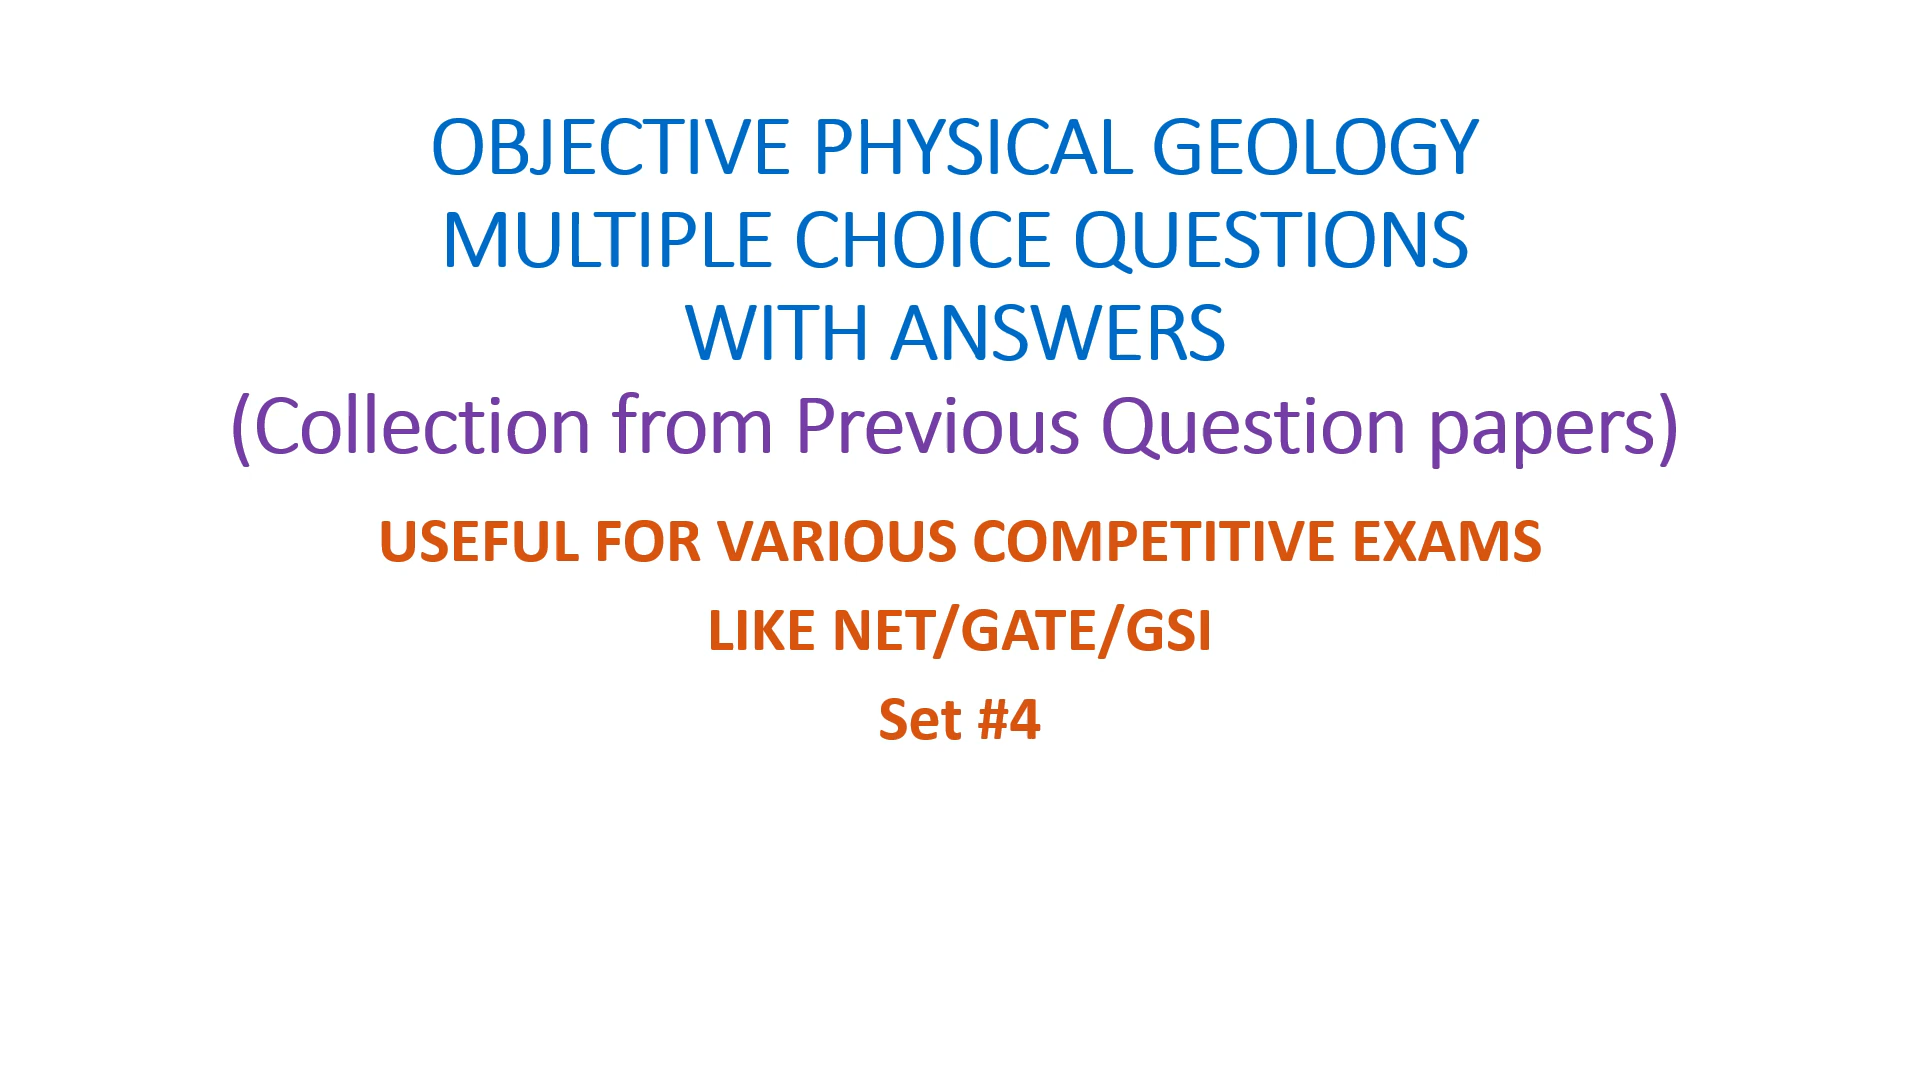 OBJECTIVE PHYSICAL GEOLOGY
MULTIPLE CHOICE QUESTIONS
WITH ANSWERS
(Collection from Previous Question papers)
USEFUL FOR VARIOUS COMPETITIVE EXAMS
LIKE NET/GATE/GSI
Set #4